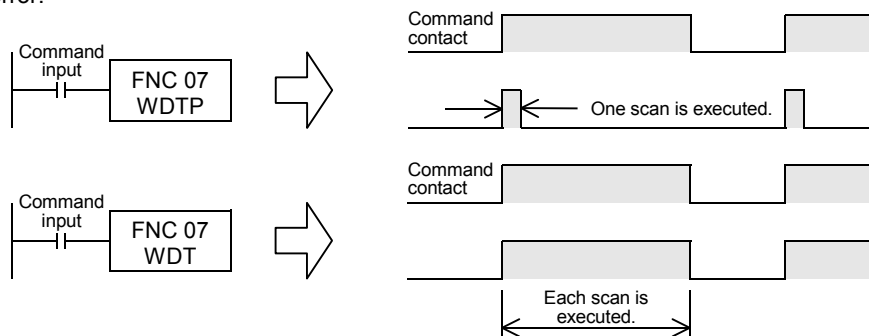 Command
input
FNC 07
WDTP
Command
contact
One scan is executed.
Command
input
FNC 07
WDT
Command
contact
Each scan is
executed.